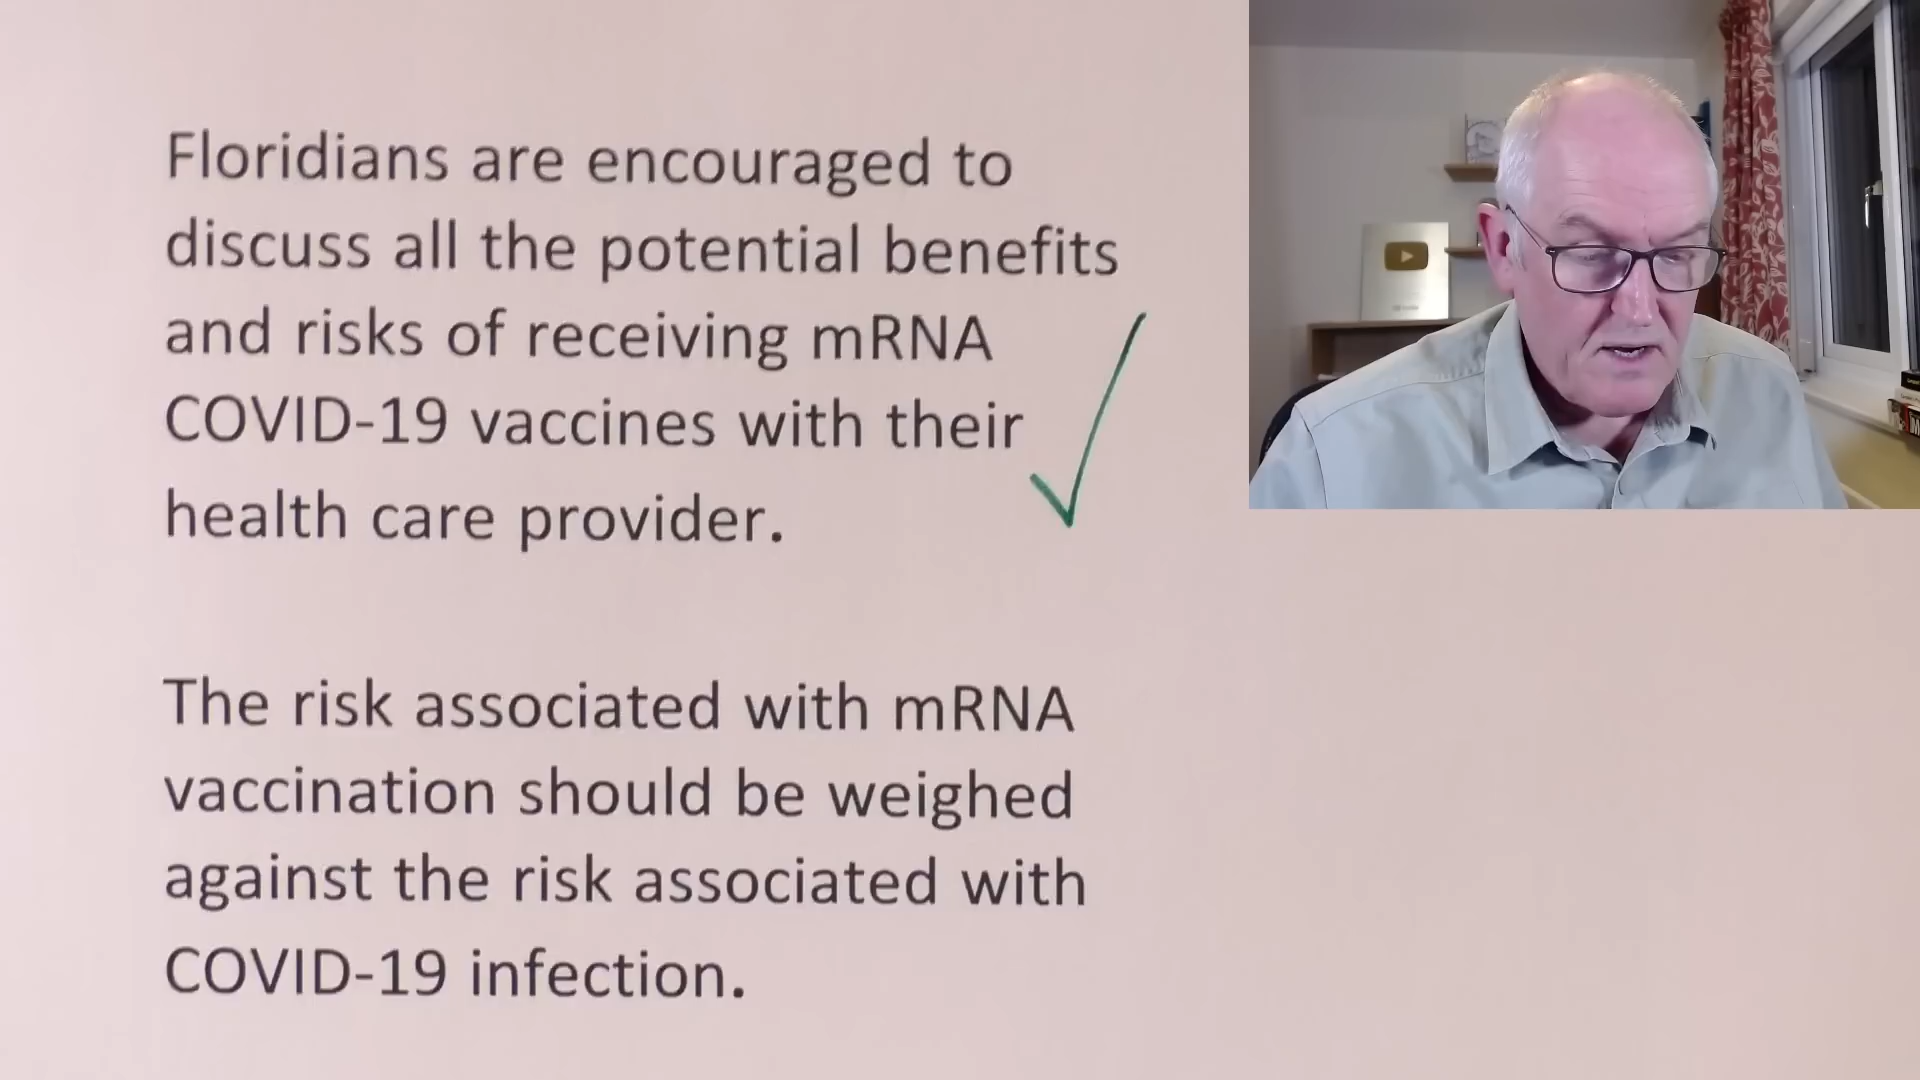 Floridians are encouraged to
discuss all the potential benefits
and risks of receiving mRNA
COVID-19 vaccines with their
health care provider.
The risk associated with mRNA
vaccination should be weighed
against the risk associated with
COVID-19 infection.